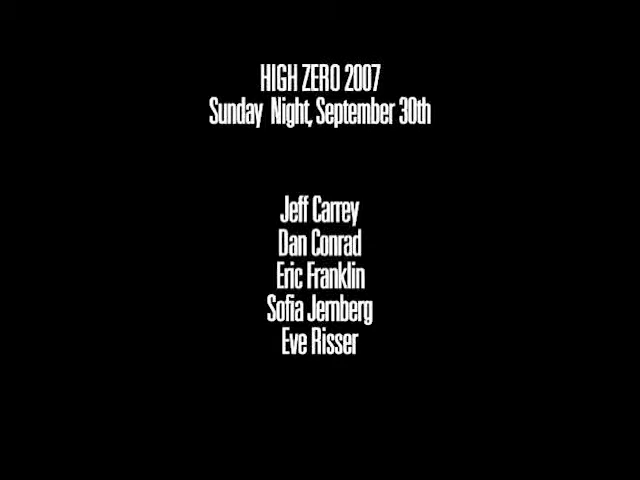 HIGH ZERO 2007
Sunday Night, September 30th
Jeff Carrey
Dan Conrad
Eric Franklin
Sofia Jernberg
Eve Risser